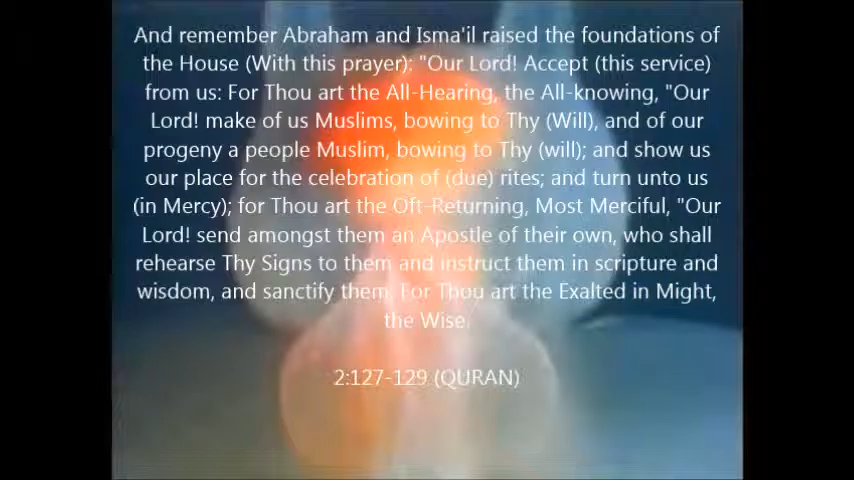 And remember Abraham and Isma'il raised the foundations of
the House (With this prayer): "Our Lord! Accept (this service)
from us: For Thou art the All-Hearing, the All-knowing, "Our
Lord! make of us Muslims, bowing to Thy (Will), and of our
progeny a people Muslim, bowing to Thy (will); and show us
our place for the celebration of (due) rites; and turn unto us
(in Mercy); for Thou art the Oft-Returning, Most Merciful, "Our
Lord! send amongst them an Apostle of their own, who shall
rehearse Thy Signs to them and instruct them in scripture and
wisdom, and sanctify them. For Thou art the Exalted in Might,
the Wise.
2:127-129 (QURAN)